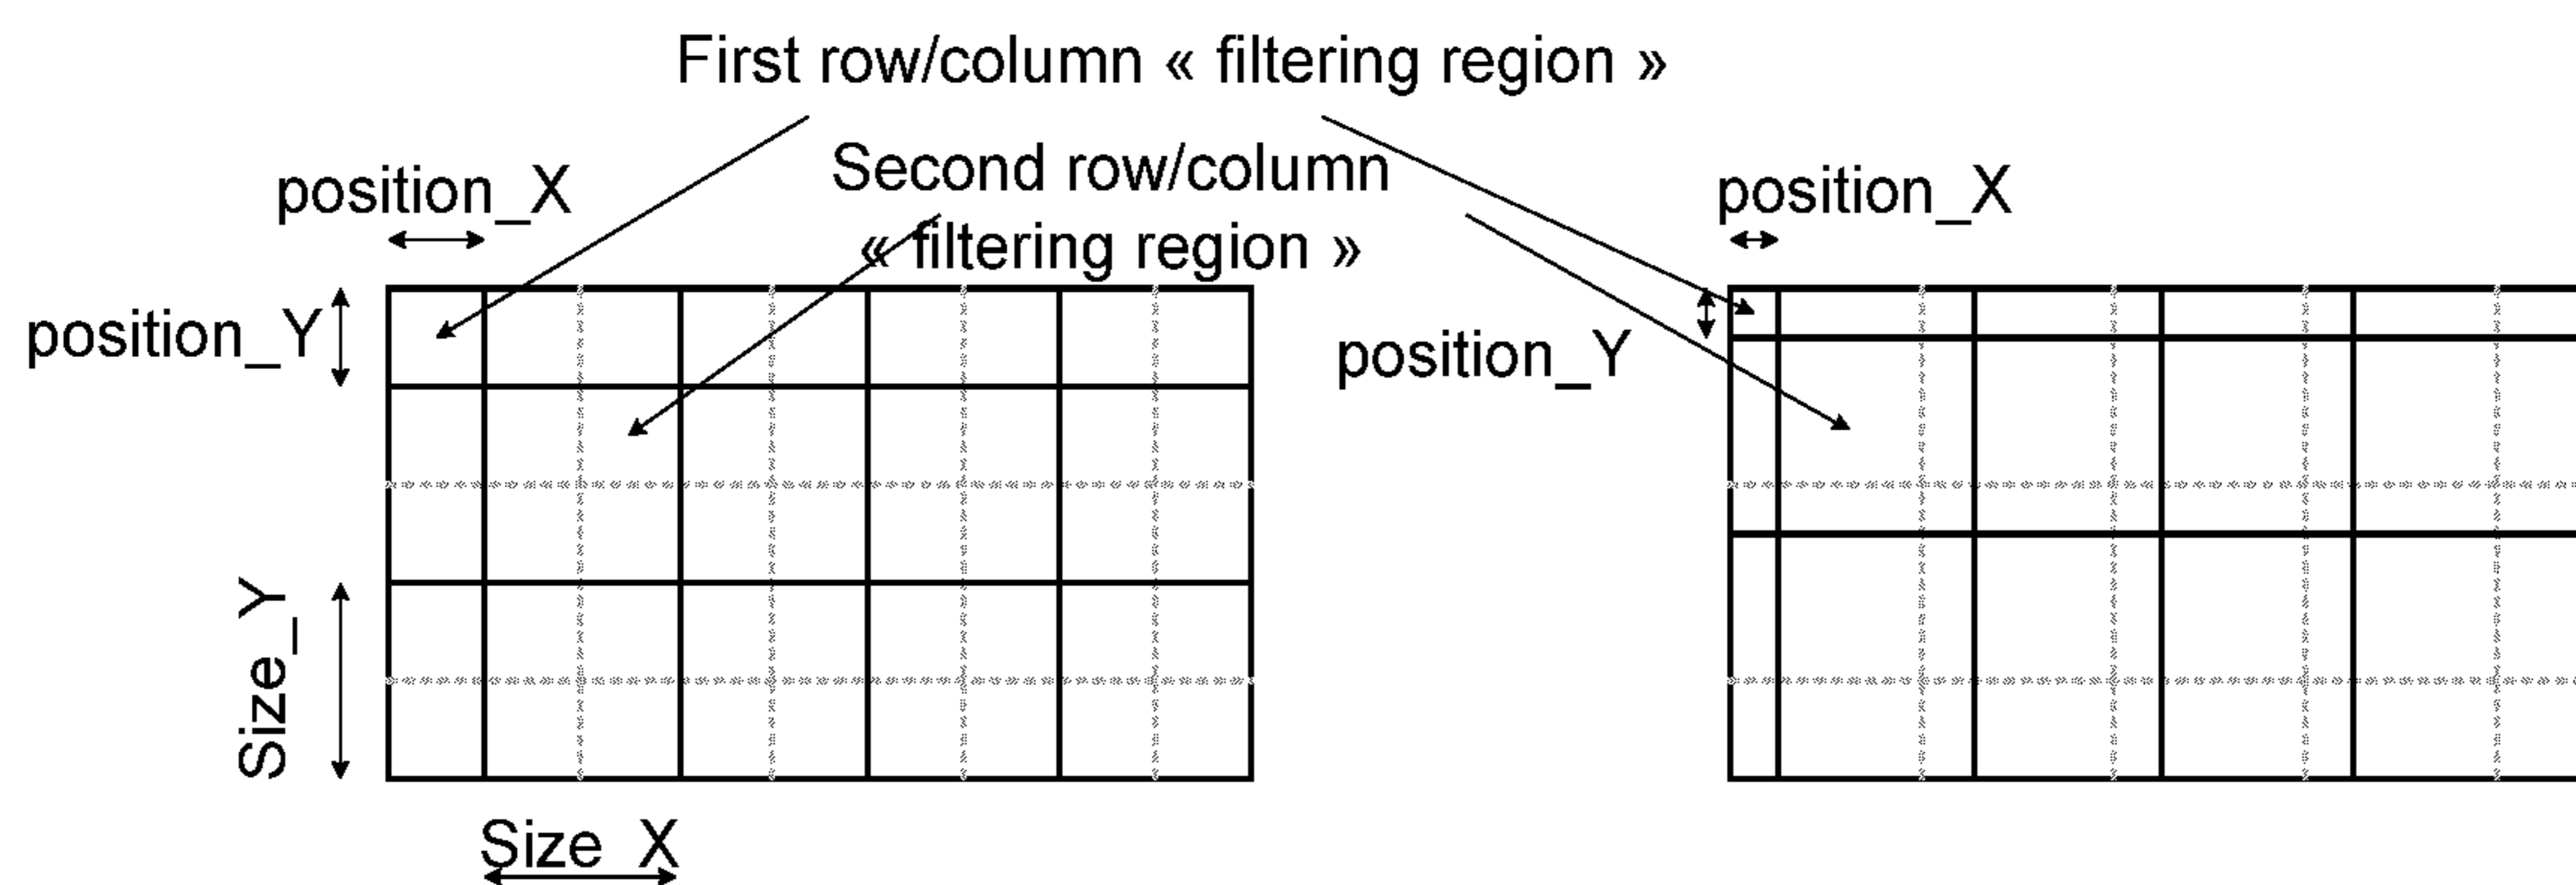 First row/column « filtering region »
Second row/column
« filtering region »
position_X
position_X
position_Y
position_Y
Size_Y
Size_X